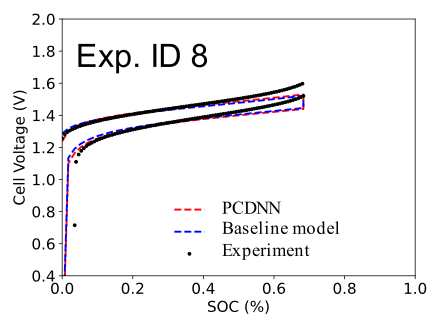 Exp. ID 8
Cell Voltage (V)
2.0
1.8
1.6
1.4
1.2
1.0
0.8
0.6
0.4
PCDNN
Baseline model
Experiment
0.0 0.2 0.4 0.6 0.8 1.0
SOC (%)